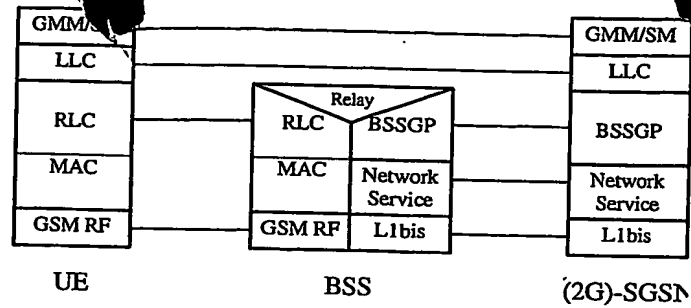 GMM/S
LLC
RLC
MAC
GSM RF
UE
Relay
RLC BSSGP
MAC Network
Service
GSM RF L1bis
BSS
GMM/SM
LLC
BSSGP
Network
Service
L1bis
(2G)-SGSN